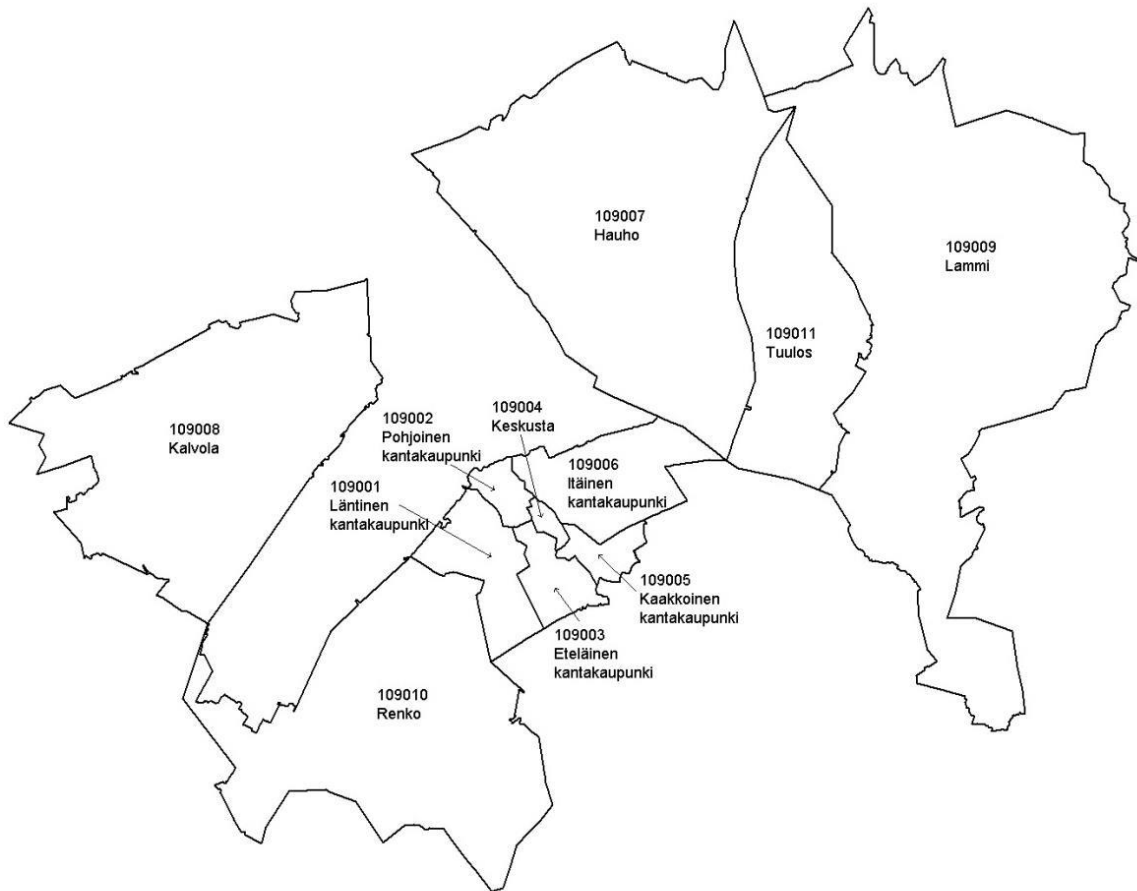 109007
Hauho
109009
Lammi
109011
Tuulos
109004
Keskusta
109002
Pohjoinen
kantakaupunki
109008
Kalvola
109006
Itäinen
kantakaupunki
109001
Läntinen
kantakaupunki
109005
Kaakkoinen
kantakaupunki
109003
Eteläinen
kantakaupunki
109010
Renko